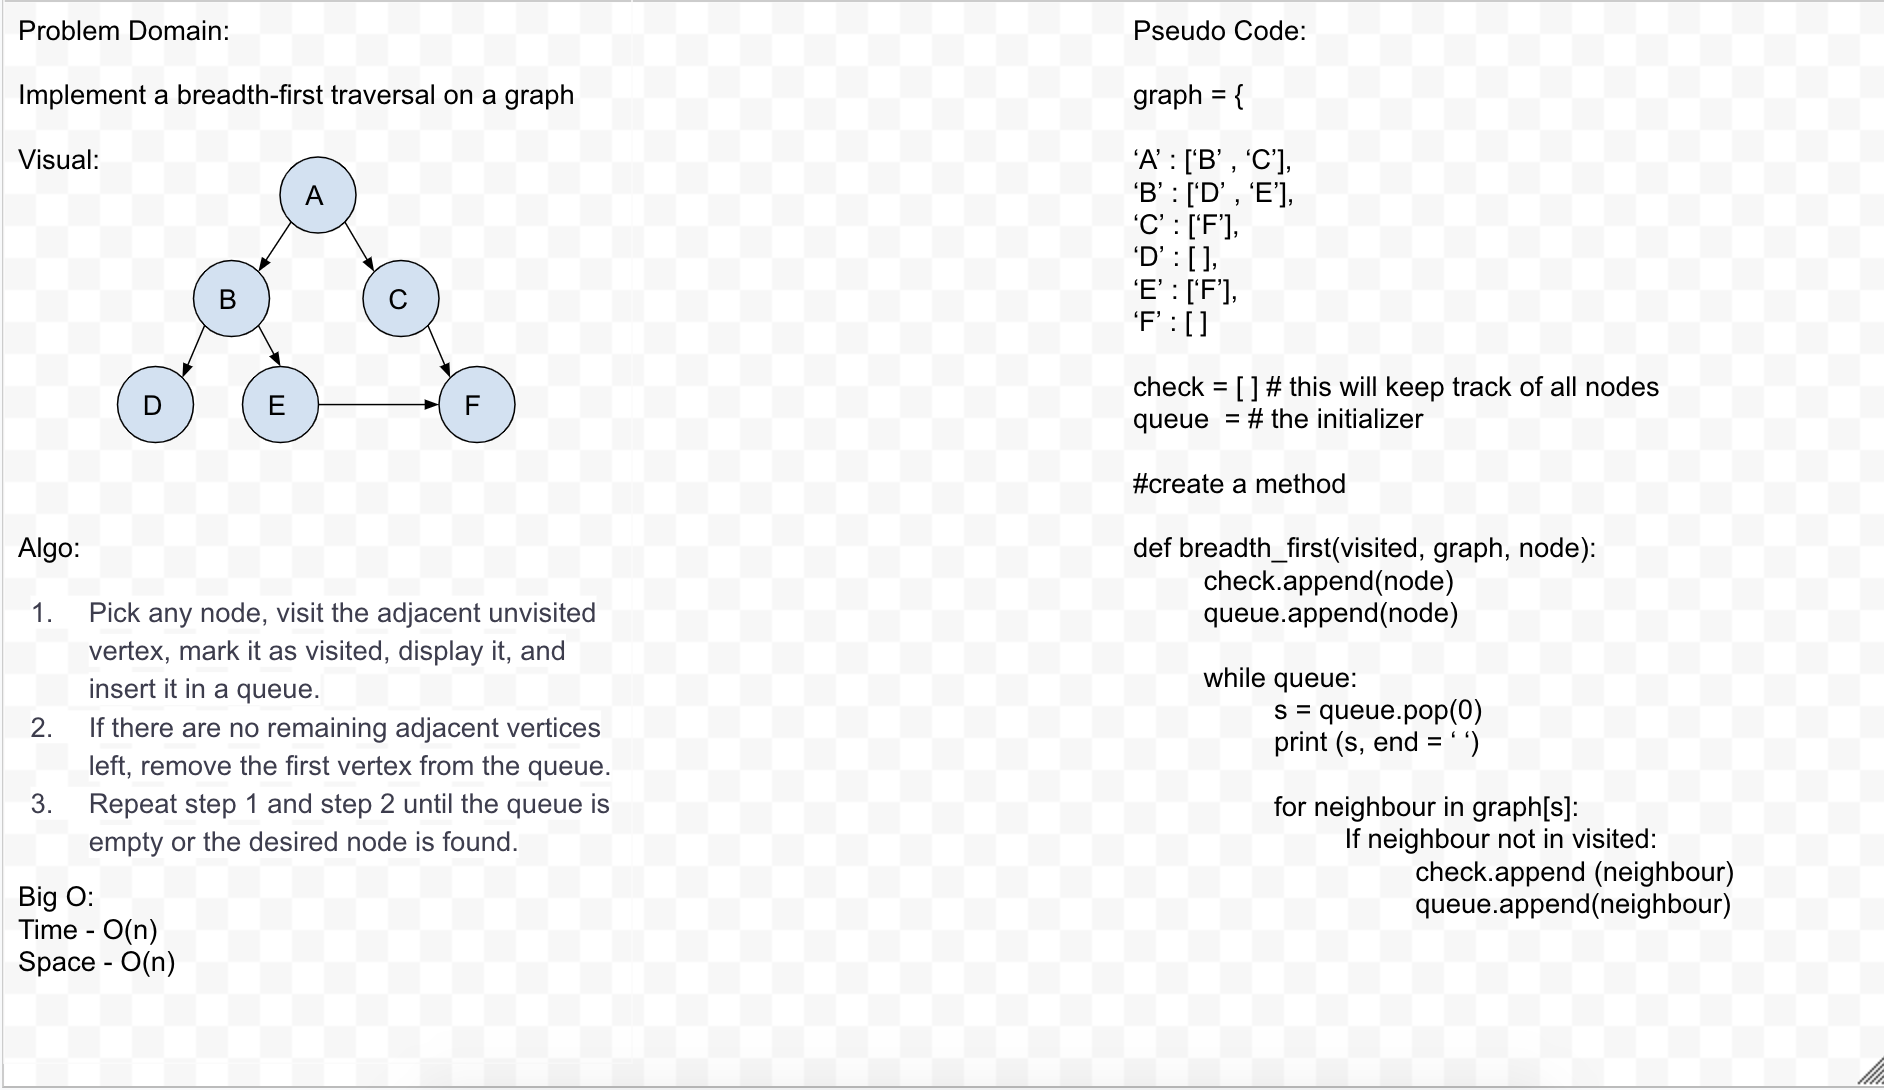 Problem Domain:
Implement a breadth-first traversal on a graph
Visual:
A
B
C
D
E
F
Algo:
1. Pick any node, visit the adjacent unvisited
vertex, mark it as visited, display it, and
insert it in a queue.
2. If there are no remaining adjacent vertices
left, remove the first vertex from the queue.
3. Repeat step 1 and step 2 until the queue is
empty or the desired node is found.
Big O:
Time - O(n)
Space - O(n)
Pseudo Code:
graph = {
‘A’ : [‘B’ , ‘C’],
‘B’ : [‘D’ , ‘E’],
‘C’ : [‘F’],
‘D’ : [ ],
‘E’ : [‘F’],
‘F’ : [ ]
check = [ ] # this will keep track of all nodes
queue  = # the initializer
#create a method
def breadth_first(visited, graph, node):
check.append(node)
queue.append(node)
while queue:
s = queue.pop(0)
print (s, end = ‘ ‘)
for neighbour in graph[s]:
If neighbour not in visited:
check.append (neighbour)
queue.append(neighbour)